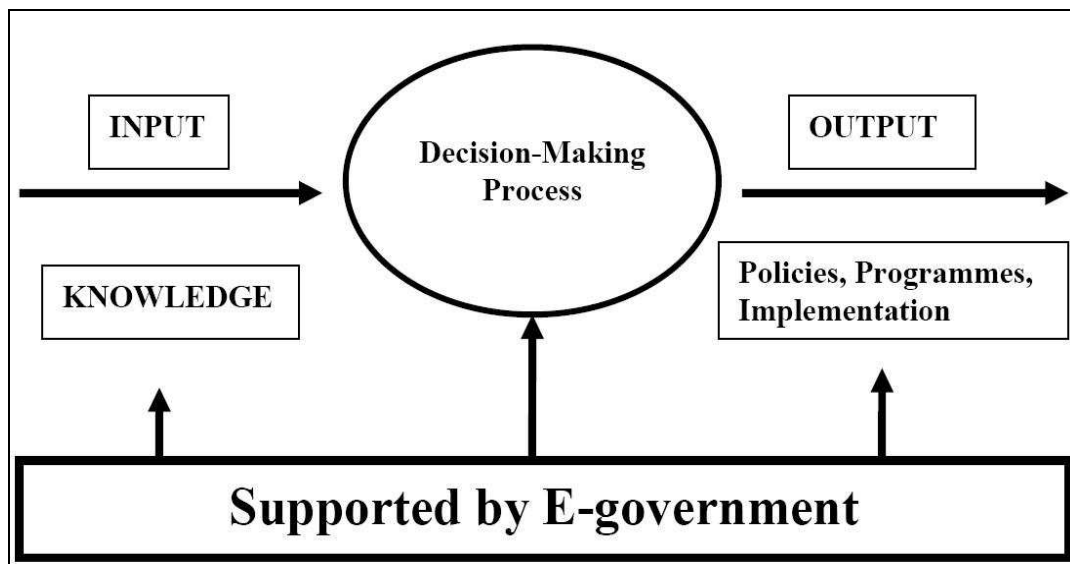 INPUT
Decision-Making
Process
OUTPUT
KNOWLEDGE
Policies, Programmes,
Implementation
Supported by E-government